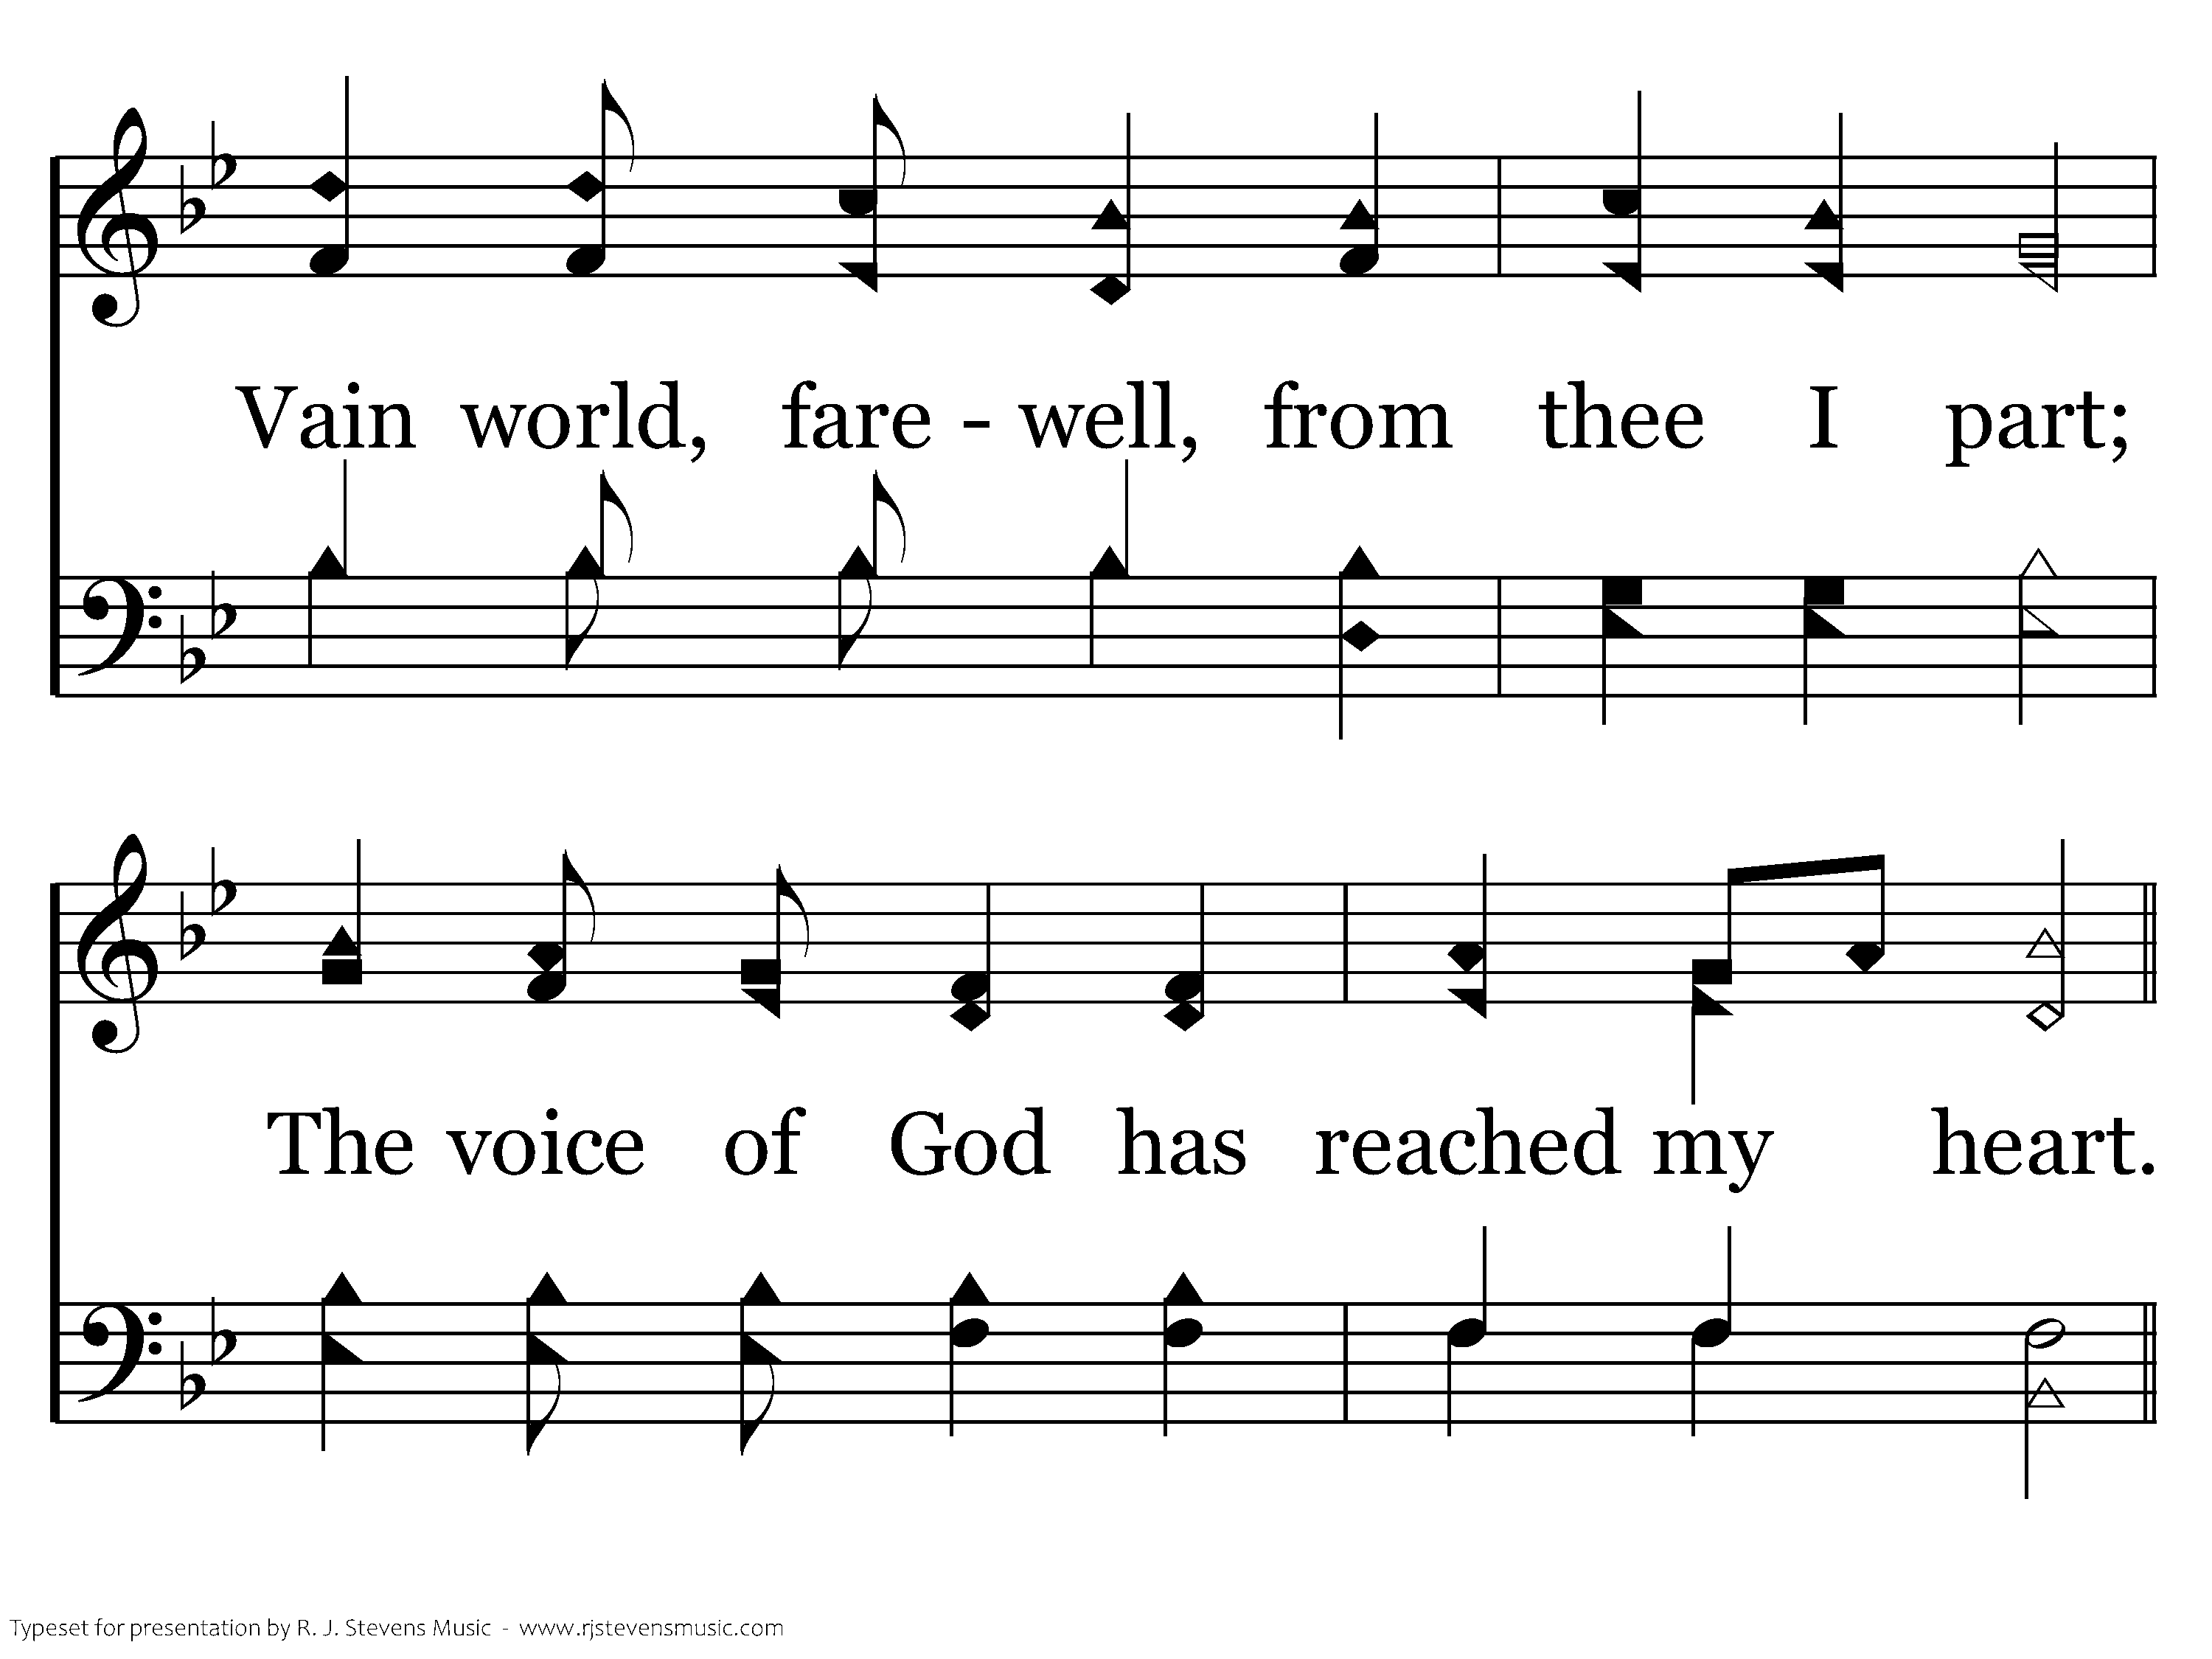 Vain world, fare - well, from thee I part;
The voice of God has reached my heart.
Typeset for presentation by R. J. Stevens Music - www.rjstevensmusic.com